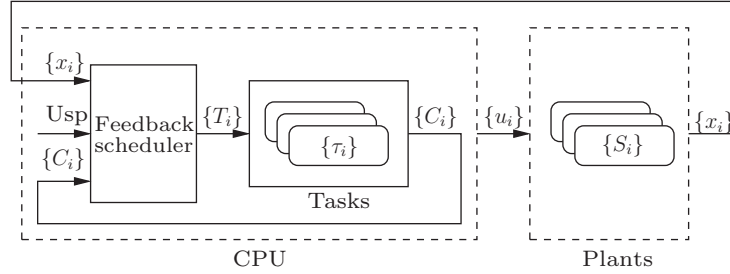 {x_i}
Usp
{C_i}
Feedback
scheduler
{T_i}
{τ_i}
Tasks
{C_i}
{u_i}
{S_i}
{x_i}
CPU
Plants